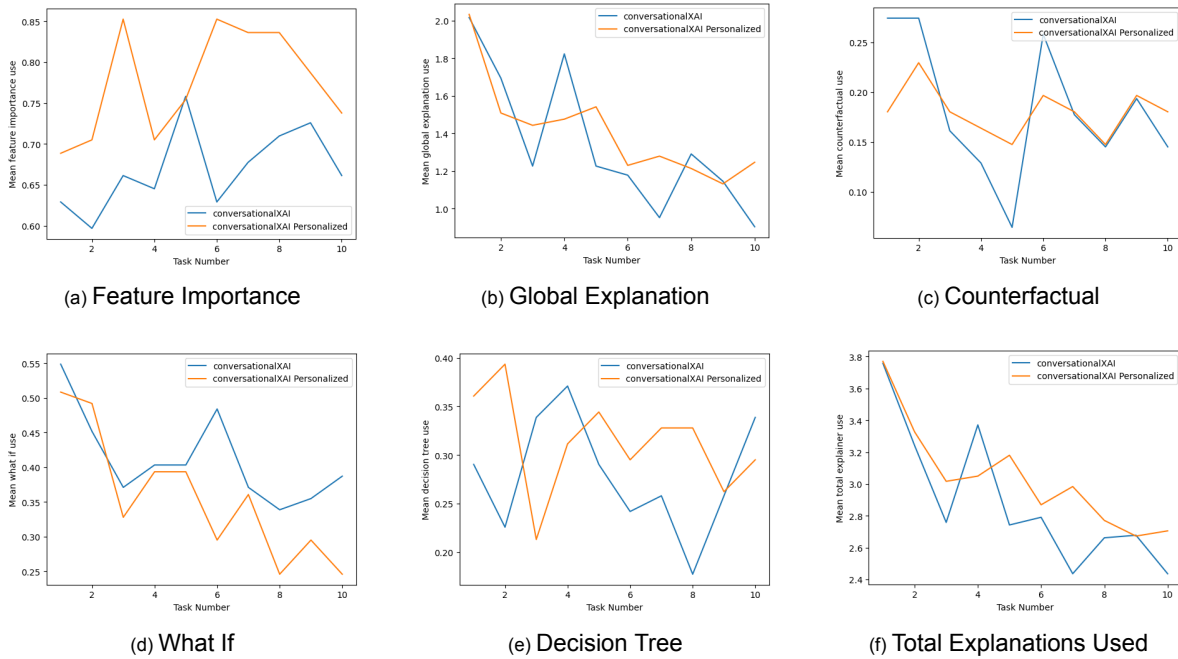 0.85
0.80
0.75
0.70
0.65
0.60
Mean feature importance use
conversationalXAI
conversationalXAI Personalized
2
4
6
8
10
Task Number
(a) Feature Importance
2.0
1.8
1.6
1.4
1.2
1.0
Mean global explanation use
conversationalXAI
conversationalXAI Personalized
2
4
6
8
10
Task Number
(b) Global Explanation
0.25
0.20
0.15
0.10
Mean counterfactual use
conversationalXAI
conversationalXAI Personalized
2
4
6
8
10
Task Number
(c) Counterfactual
0.55
0.50
0.45
0.40
0.35
0.30
0.25
Mean what if use
conversationalXAI
conversationalXAI Personalized
2
4
6
8
10
Task Number
(d) What If
0.40
0.35
0.30
0.25
0.20
Mean decision tree use
conversationalXAI
conversationalXAI Personalized
2
4
6
8
10
Task Number
(e) Decision Tree
3.8
3.6
3.4
3.2
3.0
2.8
2.6
2.4
Mean total explainer use
conversationalXAI
conversationalXAI Personalized
2
4
6
8
10
Task Number
(f) Total Explanations Used